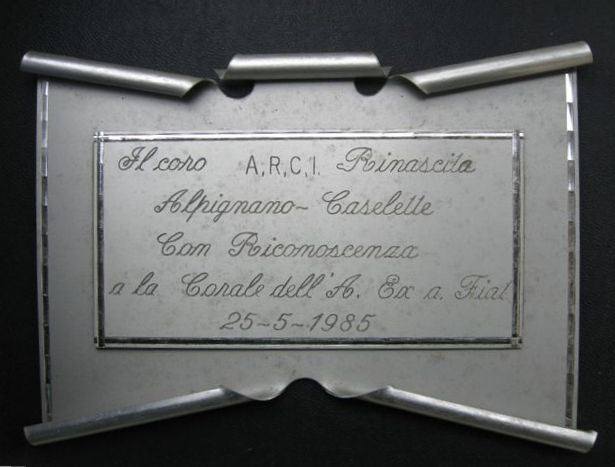 Il coro A.R.C.I. Rinascita
Alpignano - Caselette
Con Riconoscenza
a la Corale dell'A. Ex a. Fiat
25-5-1985